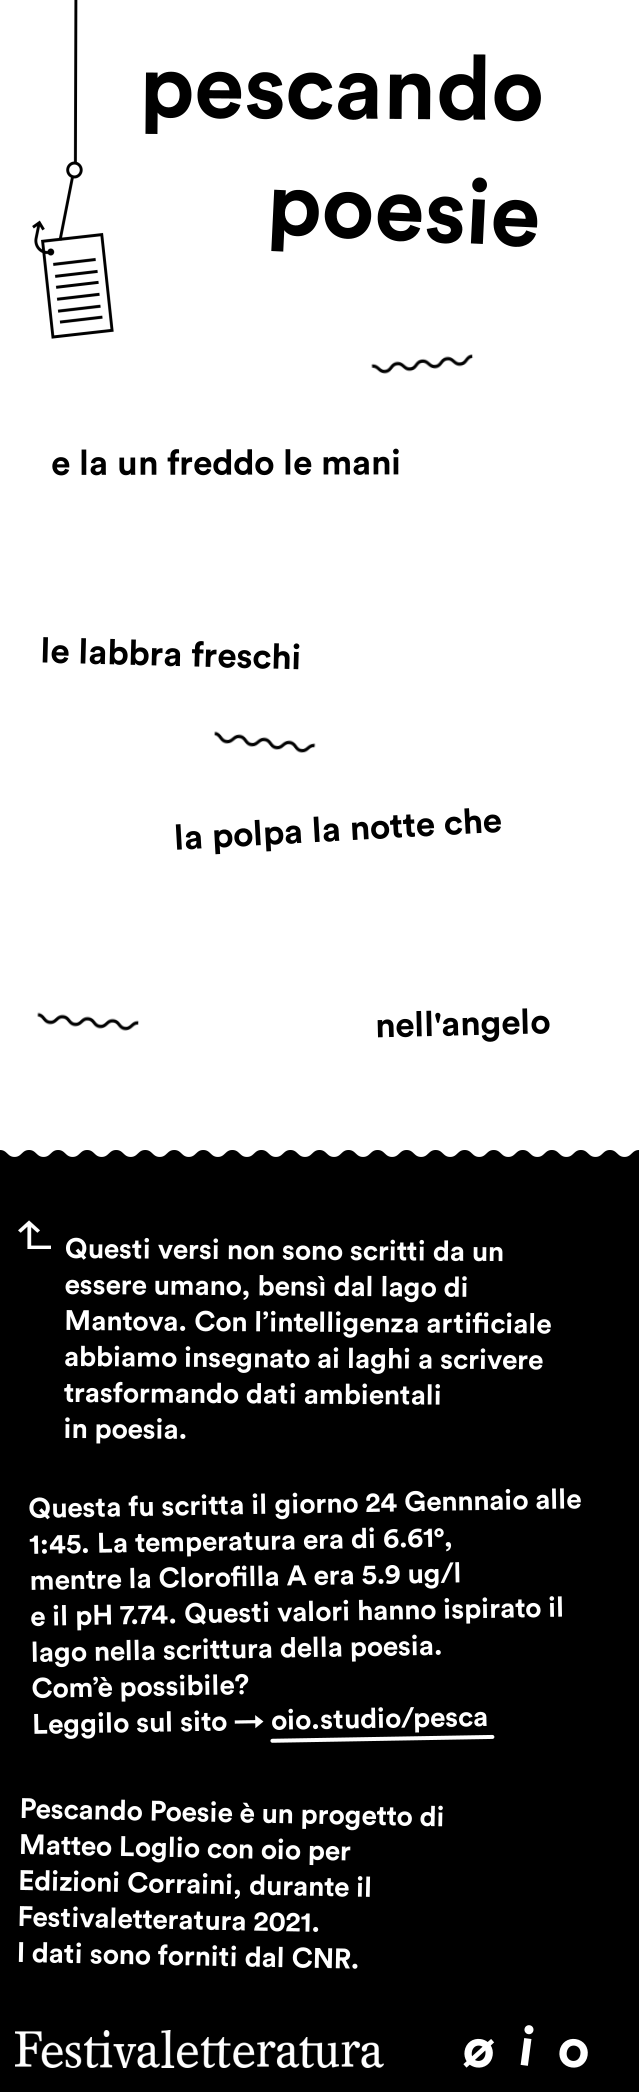 pescando
poesie
e la un freddo le mani
le labbra freschi
la polpa la notte che
nell'angelo
Questi versi non sono scritti da un
essere umano, bensì dal lago di
Mantova. Con l’intelligenza artificiale
abbiamo insegnato ai laghi a scrivere
trasformando dati ambientali
in poesia.
Questa fu scritta il giorno 24 Gennnaio alle
1:45. La temperatura era di 6.61°,
mentre la Clorofilla A era 5.9 ug/l
e il pH 7.74. Questi valori hanno ispirato il
lago nella scrittura della poesia.
Com’è possibile?
Leggilo sul sito → oio.studio/pesca
Pescando Poesie è un progetto di
Matteo Loglio con oio per
Edizioni Corraini, durante il
Festivaletteratura 2021.
I dati sono forniti dal CNR.
Festivaletteratura ø i o